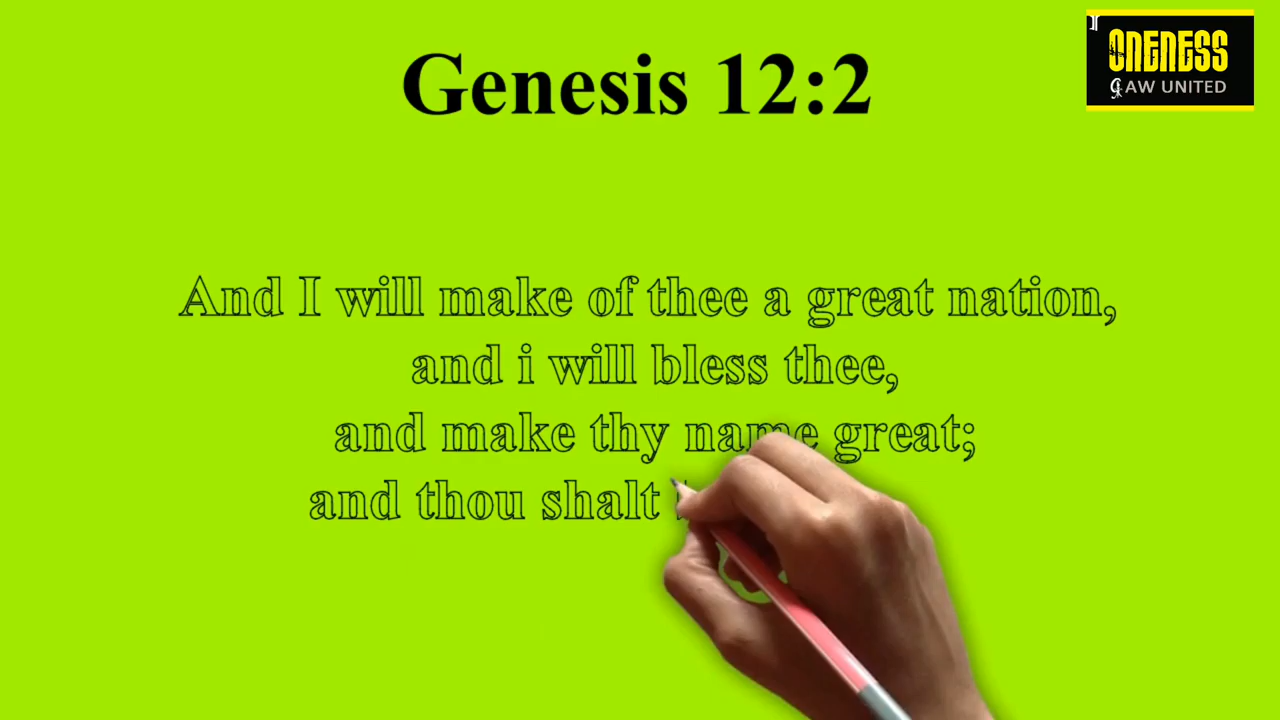 Genesis 12:2
ONENESS
LAW UNITED
And I will make of thee a great nation,
and i will bless thee,
and make thy name great;
and thou shalt